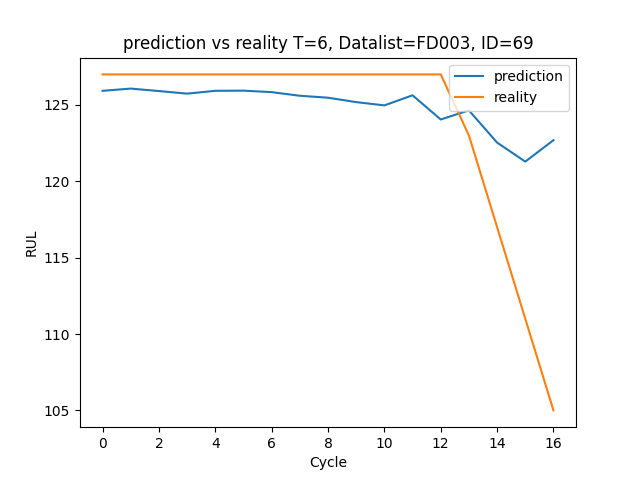 prediction vs reality T=6, Datalist=FD003, ID=69
prediction
reality
125
120
115
110
105
RUL
0 2 4 6 8 10 12 14 16
Cycle